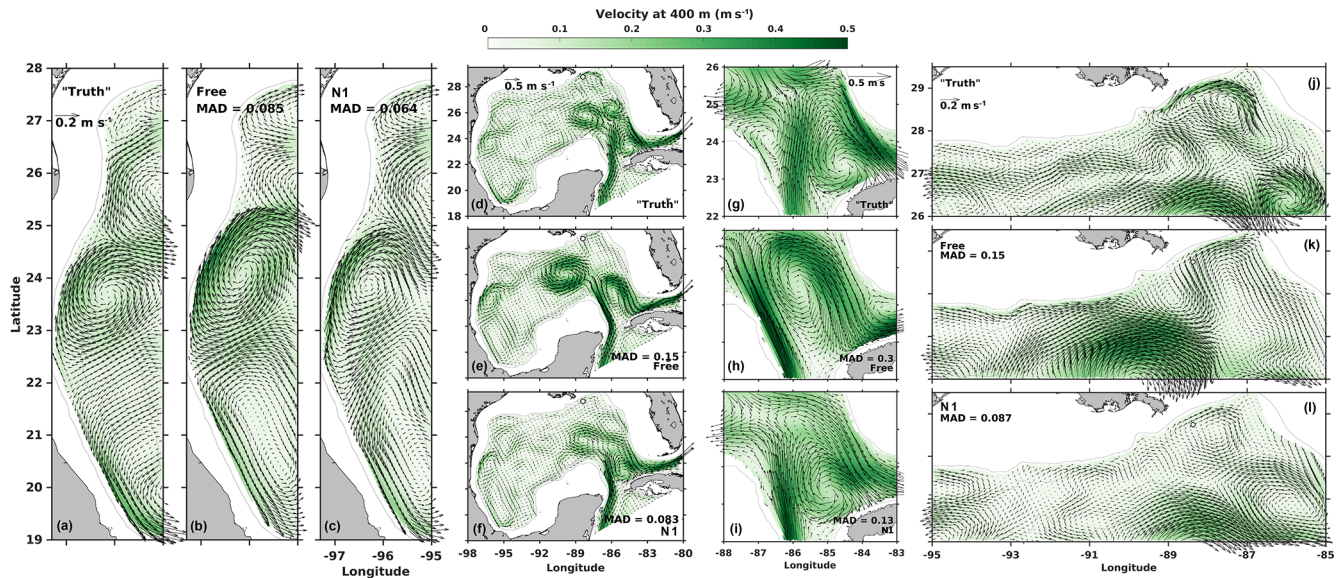 Velocity at 400 m (m s-1)
0 0.1 0.2 0.3 0.4 0.5
Latitude
28
27
26
25
24
23
22
21
20
19
"Truth"
0.2 m s-1
(a)
Free
MAD = 0.085
(b)
N1
MAD = 0.064
(c)
-97 -96 -95
Longitude
28
26
24
22
20
18
0.5 m s-1
(d)
"Truth"
(e)
MAD = 0.15
Free
(f)
MAD = 0.083
N1
-98 -95 -92 -89 -86 -83 -80
Longitude
26
25
24
23
22
0.5 m s
(g)
"Truth"
(h)
MAD = 0.3
Free
(i)
MAD = 0.13
N1
-88 -87 -86 -85 -84 -83
Longitude
29
28
27
26
"Truth"
0.2 m s-1
(j)
Free
MAD = 0.15
(k)
N1
MAD = 0.087
(l)
-95 -93 -91 -89 -87 -85
Longitude